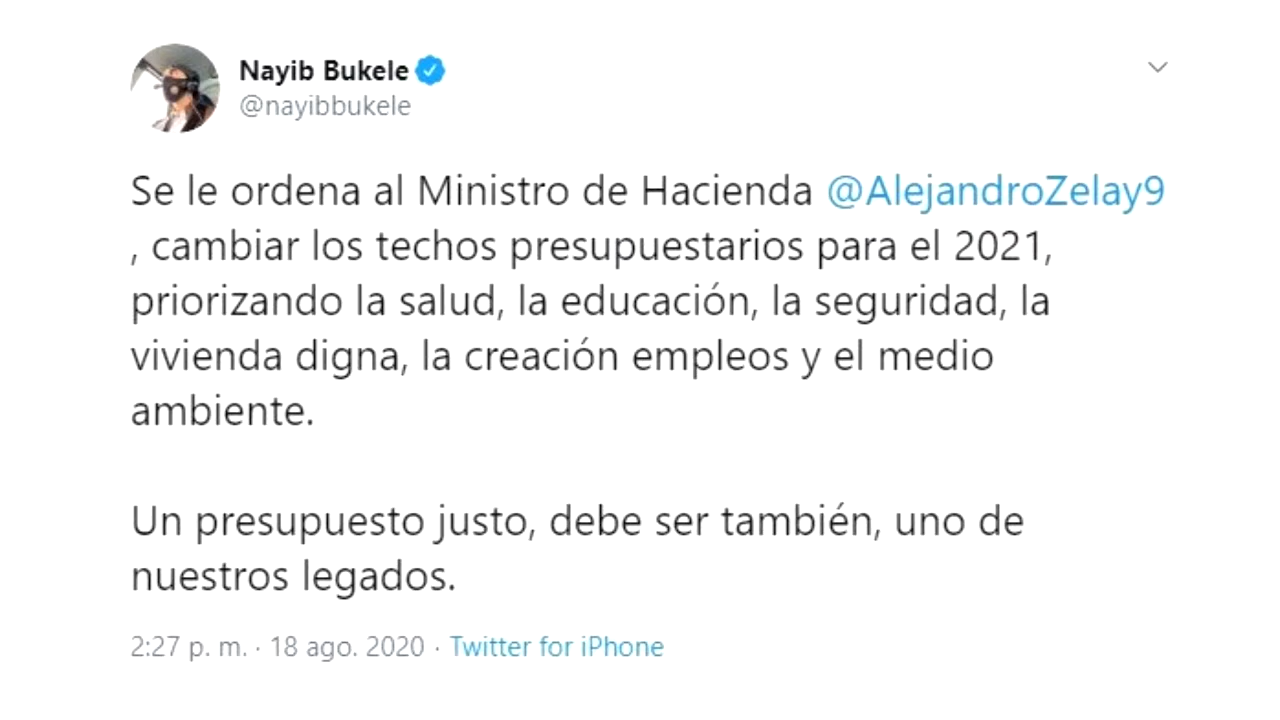 Nayib Bukele
@nayibbukele
Se le ordena al Ministro de Hacienda @AlejandroZelay9
, cambiar los techos presupuestarios para el 2021,
priorizando la salud, la educación, la seguridad, la
vivienda digna, la creación empleos y el medio
ambiente.
Un presupuesto justo, debe ser también, uno de
nuestros legados.
2:27 p. m. · 18 ago. 2020 · Twitter for iPhone